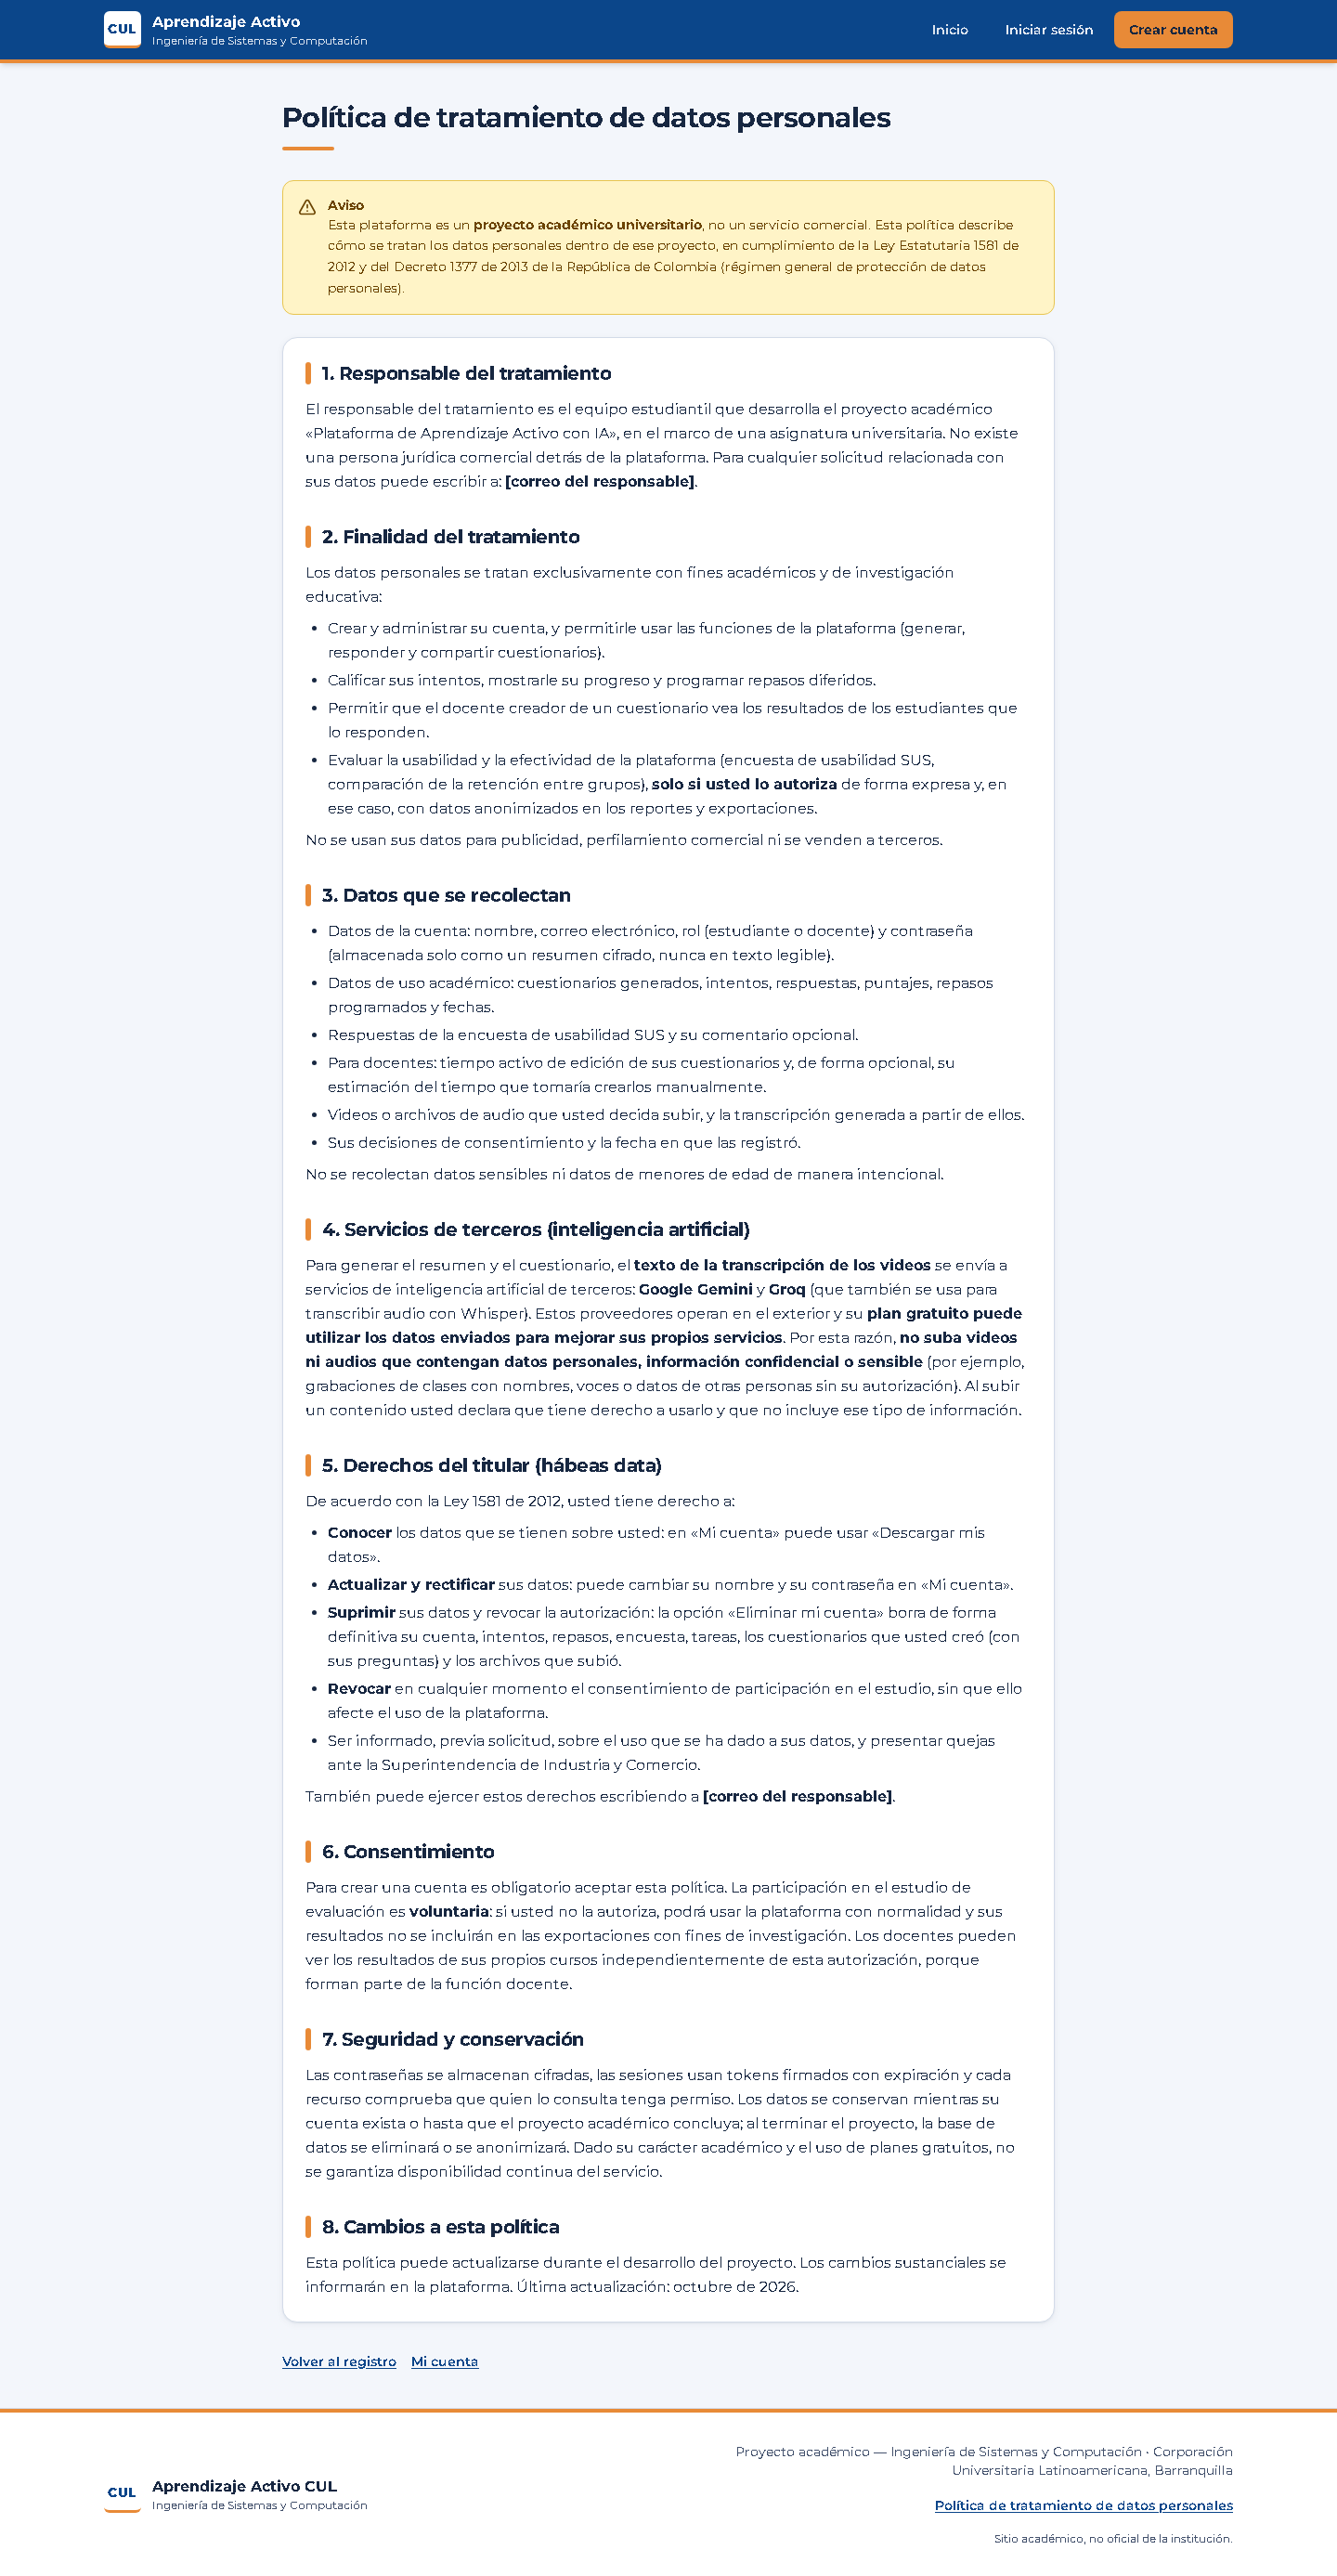 CUL
Aprendizaje Activo
Ingeniería de Sistemas y Computación
Inicio
Iniciar sesión
Crear cuenta
Política de tratamiento de datos personales
Aviso
Esta plataforma es un proyecto académico universitario, no un servicio comercial. Esta política describe
cómo se tratan los datos personales dentro de ese proyecto, en cumplimiento de la Ley Estatutaria 1581 de
2012 y del Decreto 1377 de 2013 de la República de Colombia (régimen general de protección de datos
personales).
1. Responsable del tratamiento
El responsable del tratamiento es el equipo estudiantil que desarrolla el proyecto académico
«Plataforma de Aprendizaje Activo con IA», en el marco de una asignatura universitaria. No existe
una persona jurídica comercial detrás de la plataforma. Para cualquier solicitud relacionada con
sus datos puede escribir a: [correo del responsable].
2. Finalidad del tratamiento
Los datos personales se tratan exclusivamente con fines académicos y de investigación
educativa:
• Crear y administrar su cuenta, y permitirle usar las funciones de la plataforma (generar,
responder y compartir cuestionarios).
• Calificar sus intentos, mostrarle su progreso y programar repasos diferidos.
• Permitir que el docente creador de un cuestionario vea los resultados de los estudiantes que
lo responden.
• Evaluar la usabilidad y la efectividad de la plataforma (encuesta de usabilidad SUS,
comparación de la retención entre grupos), solo si usted lo autoriza de forma expresa y, en
ese caso, con datos anonimizados en los reportes y exportaciones.
No se usan sus datos para publicidad, perfilamiento comercial ni se venden a terceros.
3. Datos que se recolectan
• Datos de la cuenta: nombre, correo electrónico, rol (estudiante o docente) y contraseña
(almacenada solo como un resumen cifrado, nunca en texto legible).
• Datos de uso académico: cuestionarios generados, intentos, respuestas, puntajes, repasos
programados y fechas.
• Respuestas de la encuesta de usabilidad SUS y su comentario opcional.
• Para docentes: tiempo activo de edición de sus cuestionarios y, de forma opcional, su
estimación del tiempo que tomaría crearlos manualmente.
• Videos o archivos de audio que usted decida subir, y la transcripción generada a partir de ellos.
• Sus decisiones de consentimiento y la fecha en que las registró.
No se recolectan datos sensibles ni datos de menores de edad de manera intencional.
4. Servicios de terceros (inteligencia artificial)
Para generar el resumen y el cuestionario, el texto de la transcripción de los videos se envía a
servicios de inteligencia artificial de terceros: Google Gemini y Groq (que también se usa para
transcribir audio con Whisper). Estos proveedores operan en el exterior y su plan gratuito puede
utilizar los datos enviados para mejorar sus propios servicios. Por esta razón, no suba videos
ni audios que contengan datos personales, información confidencial o sensible (por ejemplo,
grabaciones de clases con nombres, voces o datos de otras personas sin su autorización). Al subir
un contenido usted declara que tiene derecho a usarlo y que no incluye ese tipo de información.
5. Derechos del titular (hábeas data)
De acuerdo con la Ley 1581 de 2012, usted tiene derecho a:
• Conocer los datos que se tienen sobre usted: en «Mi cuenta» puede usar «Descargar mis
datos».
• Actualizar y rectificar sus datos: puede cambiar su nombre y su contraseña en «Mi cuenta».
• Suprimir sus datos y revocar la autorización: la opción «Eliminar mi cuenta» borra de forma
definitiva su cuenta, intentos, repasos, encuesta, tareas, los cuestionarios que usted creó (con
sus preguntas) y los archivos que subió.
• Revocar en cualquier momento el consentimiento de participación en el estudio, sin que ello
afecte el uso de la plataforma.
• Ser informado, previa solicitud, sobre el uso que se ha dado a sus datos, y presentar quejas
ante la Superintendencia de Industria y Comercio.
También puede ejercer estos derechos escribiendo a [correo del responsable].
6. Consentimiento
Para crear una cuenta es obligatorio aceptar esta política. La participación en el estudio de
evaluación es voluntaria: si usted no la autoriza, podrá usar la plataforma con normalidad y sus
resultados no se incluirán en las exportaciones con fines de investigación. Los docentes pueden
ver los resultados de sus propios cursos independientemente de esta autorización, porque
forman parte de la función docente.
7. Seguridad y conservación
Las contraseñas se almacenan cifradas, las sesiones usan tokens firmados con expiración y cada
recurso comprueba que quien lo consulta tenga permiso. Los datos se conservan mientras su
cuenta exista o hasta que el proyecto académico concluya; al terminar el proyecto, la base de
datos se eliminará o se anonimizará. Dado su carácter académico y el uso de planes gratuitos, no
se garantiza disponibilidad continua del servicio.
8. Cambios a esta política
Esta política puede actualizarse durante el desarrollo del proyecto. Los cambios sustanciales se
informarán en la plataforma. Última actualización: octubre de 2026.
Volver al registro
Mi cuenta
CUL
Aprendizaje Activo CUL
Ingeniería de Sistemas y Computación
Proyecto académico — Ingeniería de Sistemas y Computación · Corporación
Universitaria Latinoamericana, Barranquilla
Política de tratamiento de datos personales
Sitio académico, no oficial de la institución.